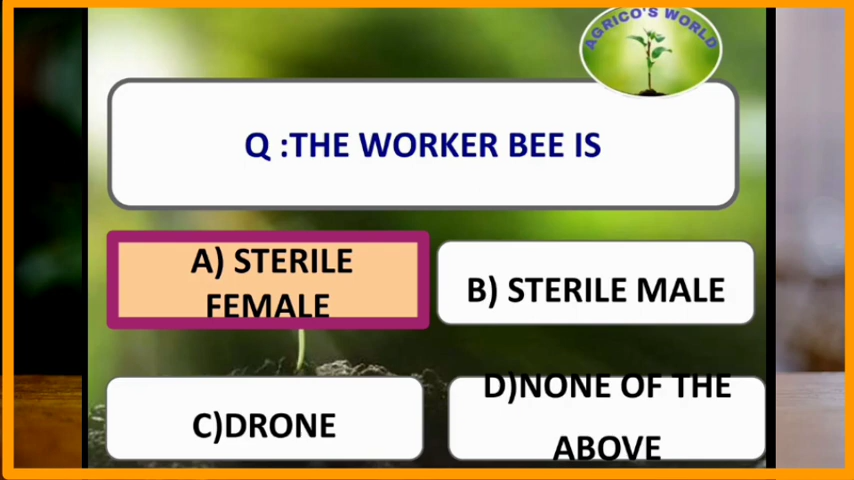 AGRICO'S WORLD
Q :THE WORKER BEE IS
A) STERILE
FEMALE
B) STERILE MALE
C)DRONE
D)NONE OF THE
ABOVE